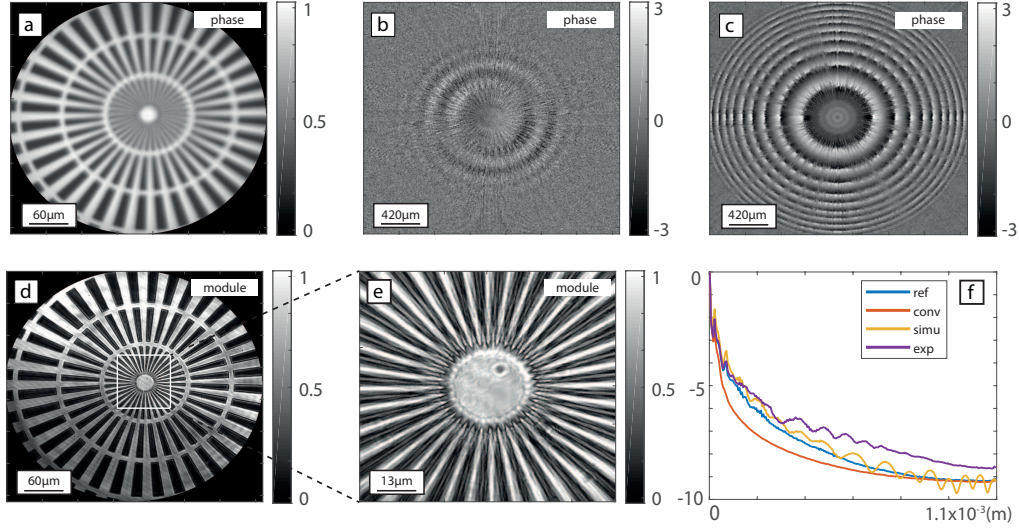 a
phase
1
0.5
0
60μm
b
phase
3
0
-3
420μm
c
phase
3
0
-3
420μm
d
module
1
0.5
0
60μm
e
module
1
0.5
0
13μm
f
ref
conv
simu
exp
0
-5
-10
0
1.1x10⁻³(m)